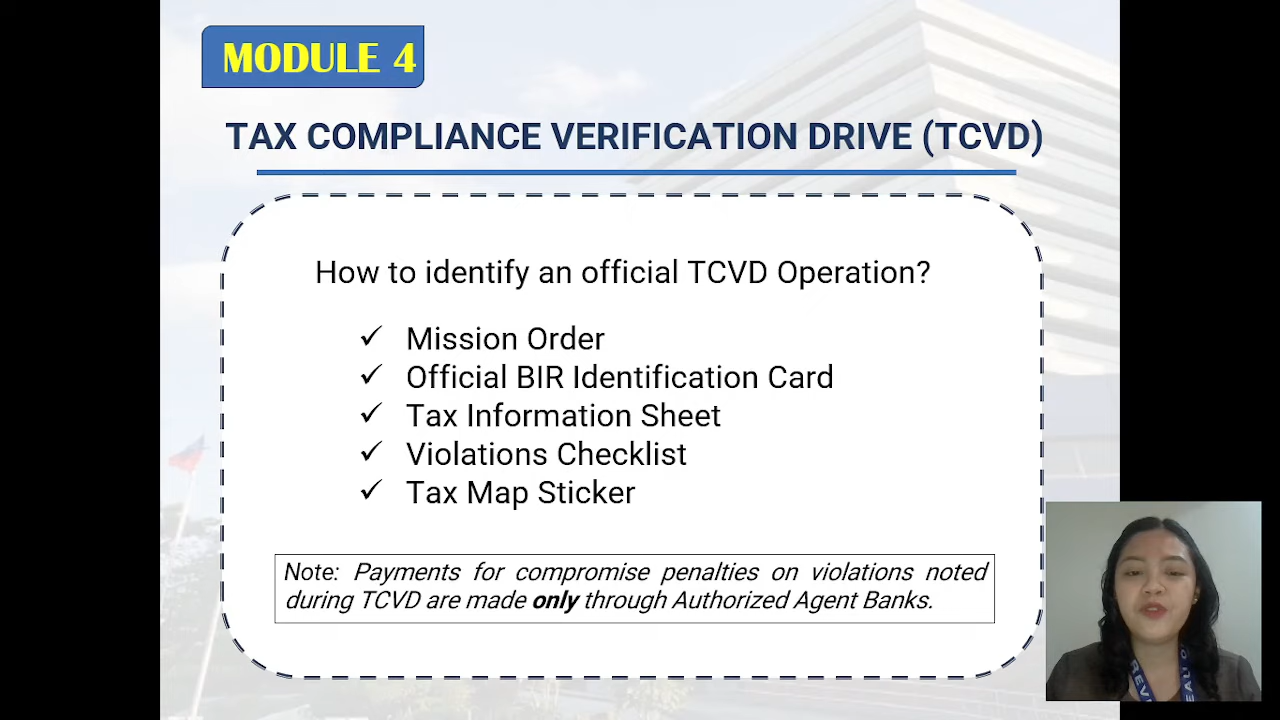 MODULE 4
TAX COMPLIANCE VERIFICATION DRIVE (TCVD)
How to identify an official TCVD Operation?
✓ Mission Order
✓ Official BIR Identification Card
✓ Tax Information Sheet
✓ Violations Checklist
✓ Tax Map Sticker
Note: Payments for compromise penalties on violations noted
during TCVD are made only through Authorized Agent Banks.